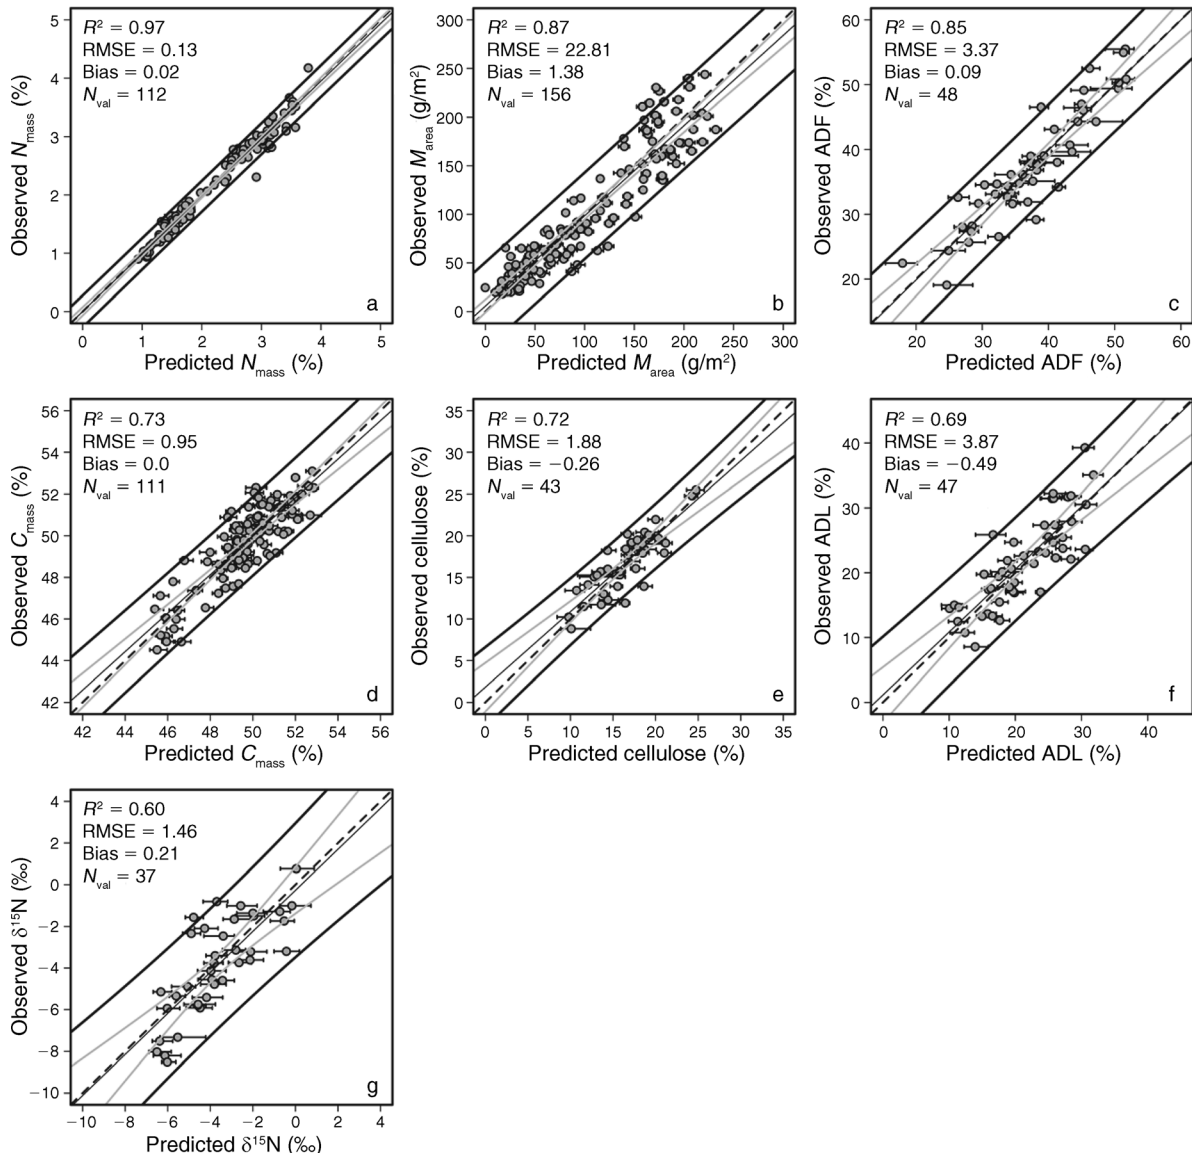 R² = 0.97
RMSE = 0.13
Bias = 0.02
Nval = 112
a
Observed Nmass (%)
5
4
3
2
1
0
0 1 2 3 4 5
Predicted Nmass (%)
R² = 0.87
RMSE = 22.81
Bias = 1.38
Nval = 156
b
Observed Marea (g/m²)
300
250
200
150
100
50
0
0 50 100 150 200 250 300
Predicted Marea (g/m²)
R² = 0.85
RMSE = 3.37
Bias = 0.09
Nval = 48
c
Observed ADF (%)
60
50
40
30
20
20 30 40 50 60
Predicted ADF (%)
R² = 0.73
RMSE = 0.95
Bias = 0.0
Nval = 111
d
Observed Cmass (%)
56
54
52
50
48
46
44
42
42 44 46 48 50 52 54 56
Predicted Cmass (%)
R² = 0.72
RMSE = 1.88
Bias = −0.26
Nval = 43
e
Observed cellulose (%)
35
30
25
20
15
10
5
0
0 5 10 15 20 25 30 35
Predicted cellulose (%)
R² = 0.69
RMSE = 3.87
Bias = −0.49
Nval = 47
f
Observed ADL (%)
40
30
20
10
0
0 10 20 30 40
Predicted ADL (%)
R² = 0.60
RMSE = 1.46
Bias = 0.21
Nval = 37
g
Observed δ¹⁵N (‰)
4
2
0
−2
−4
−6
−8
−10
−10 −8 −6 −4 −2 0 2 4
Predicted δ¹⁵N (‰)